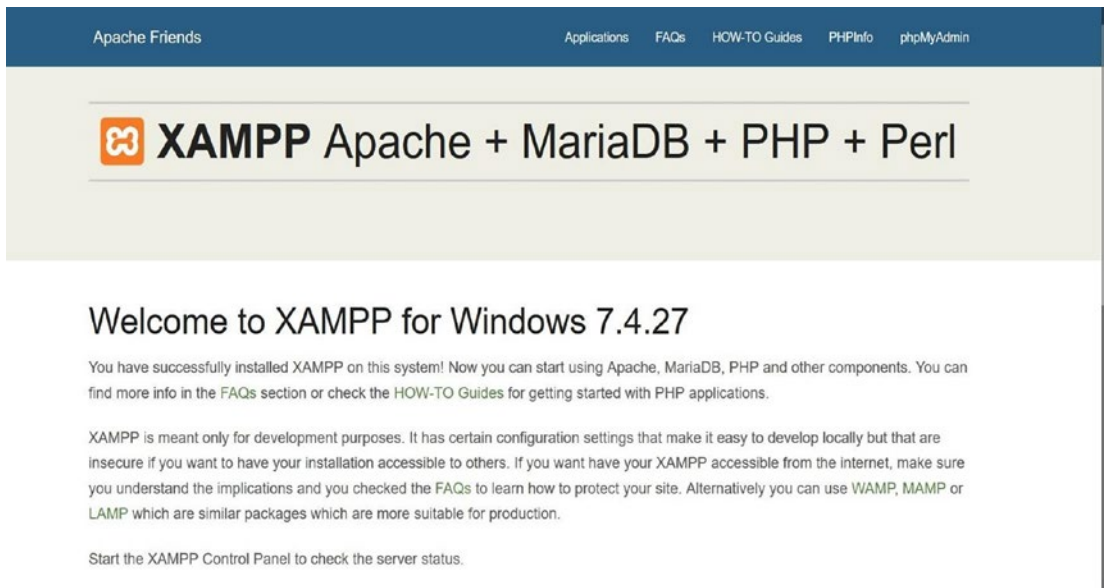 Apache Friends
Applications FAQs HOW-TO Guides PHPInfo phpMyAdmin
XAMPP Apache + MariaDB + PHP + Perl
Welcome to XAMPP for Windows 7.4.27
You have successfully installed XAMPP on this system! Now you can start using Apache, MariaDB, PHP and other components. You can
find more info in the FAQs section or check the HOW-TO Guides for getting started with PHP applications.
XAMPP is meant only for development purposes. It has certain configuration settings that make it easy to develop locally but that are
insecure if you want to have your installation accessible to others. If you want have your XAMPP accessible from the internet, make sure
you understand the implications and you checked the FAQs to learn how to protect your site. Alternatively you can use WAMP, MAMP or
LAMP which are similar packages which are more suitable for production.
Start the XAMPP Control Panel to check the server status.